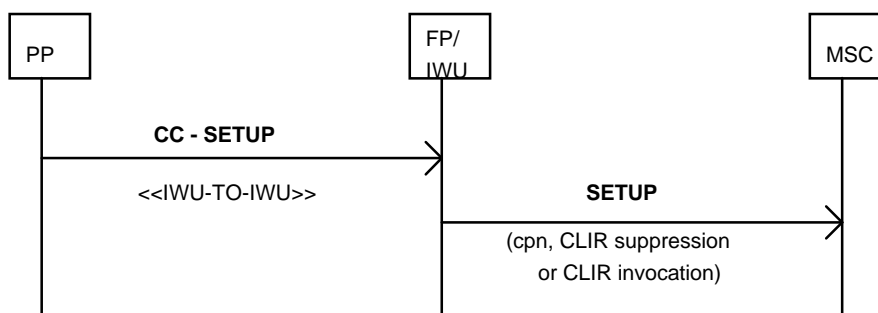 PP
FP/
IWU
MSC
CC - SETUP
<<IWU-TO-IWU>>
SETUP
(cpn, CLIR suppression
or CLIR invocation)